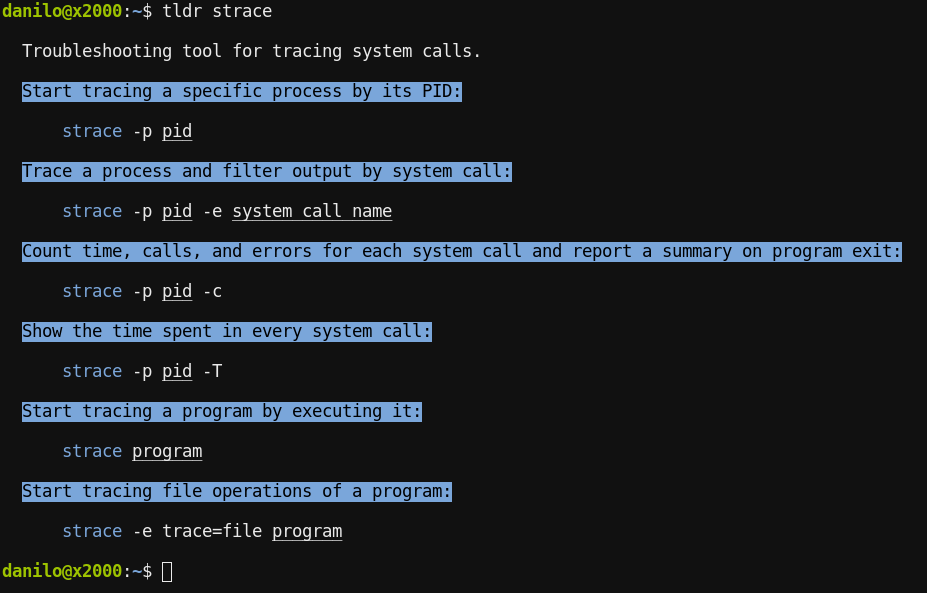 danilo@x2000:~$ tldr strace
Troubleshooting tool for tracing system calls.
Start tracing a specific process by its PID:
strace -p pid
Trace a process and filter output by system call:
strace -p pid -e system call name
Count time, calls, and errors for each system call and report a summary on program exit:
strace -p pid -c
Show the time spent in every system call:
strace -p pid -T
Start tracing a program by executing it:
strace program
Start tracing file operations of a program:
strace -e trace=file program
danilo@x2000:~$